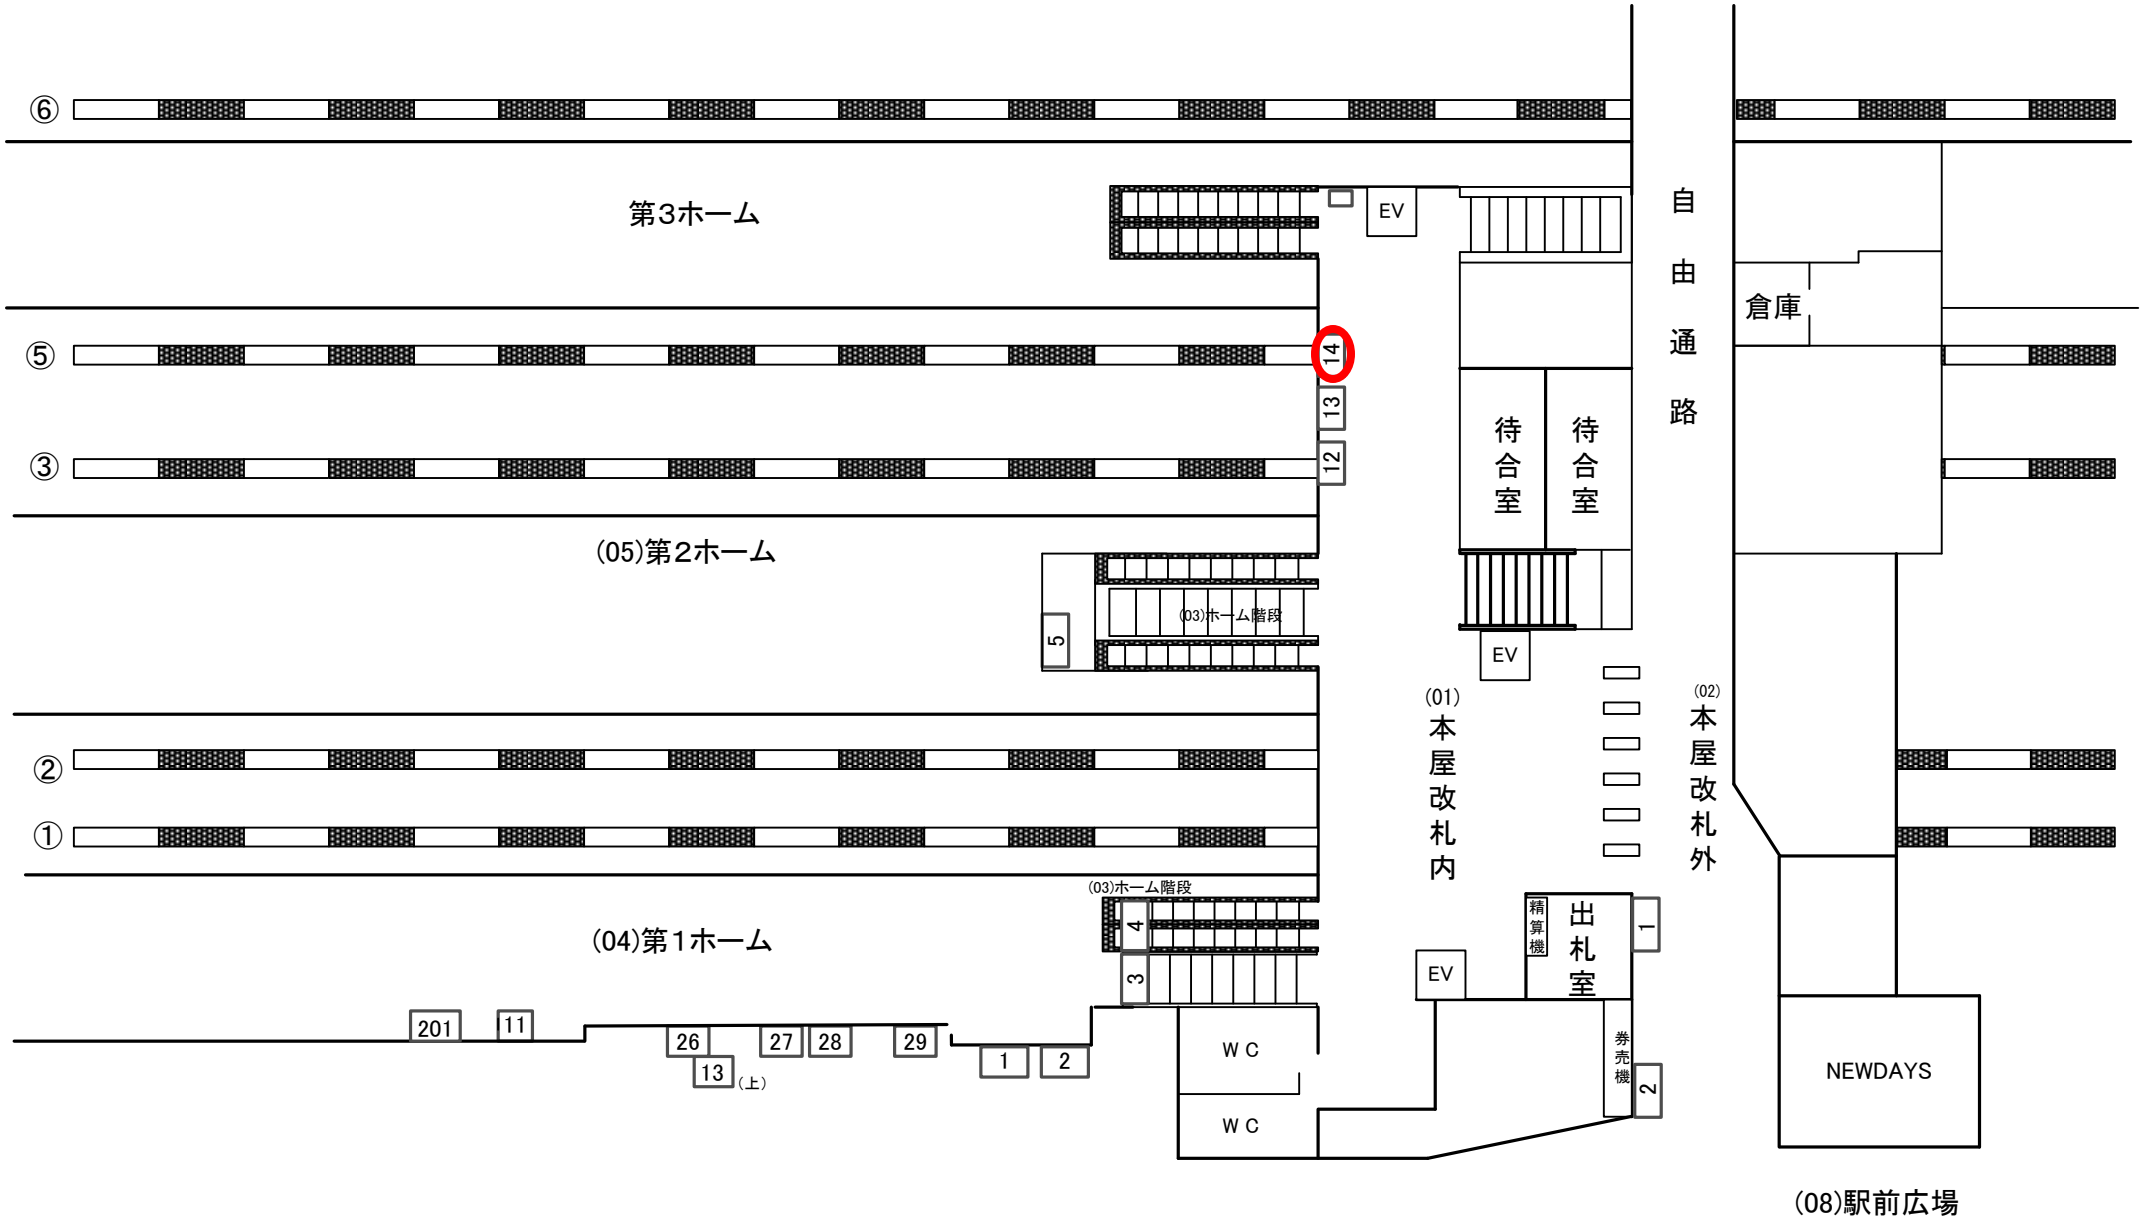 ⑥
第3ホーム
EV
自由通路
倉庫
⑤
14
13
③
12
待合室
待合室
(05)第2ホーム
(03)ホーム階段
5
EV
(01)
本屋改札内
(02)
本屋改札外
②
①
(03)ホーム階段
(04)第1ホーム
4
3
精算機
出札室
1
EV
201
11
26
27
28
29
13
(上)
1
2
WC
WC
券売機
2
NEWDAYS
(08)駅前広場